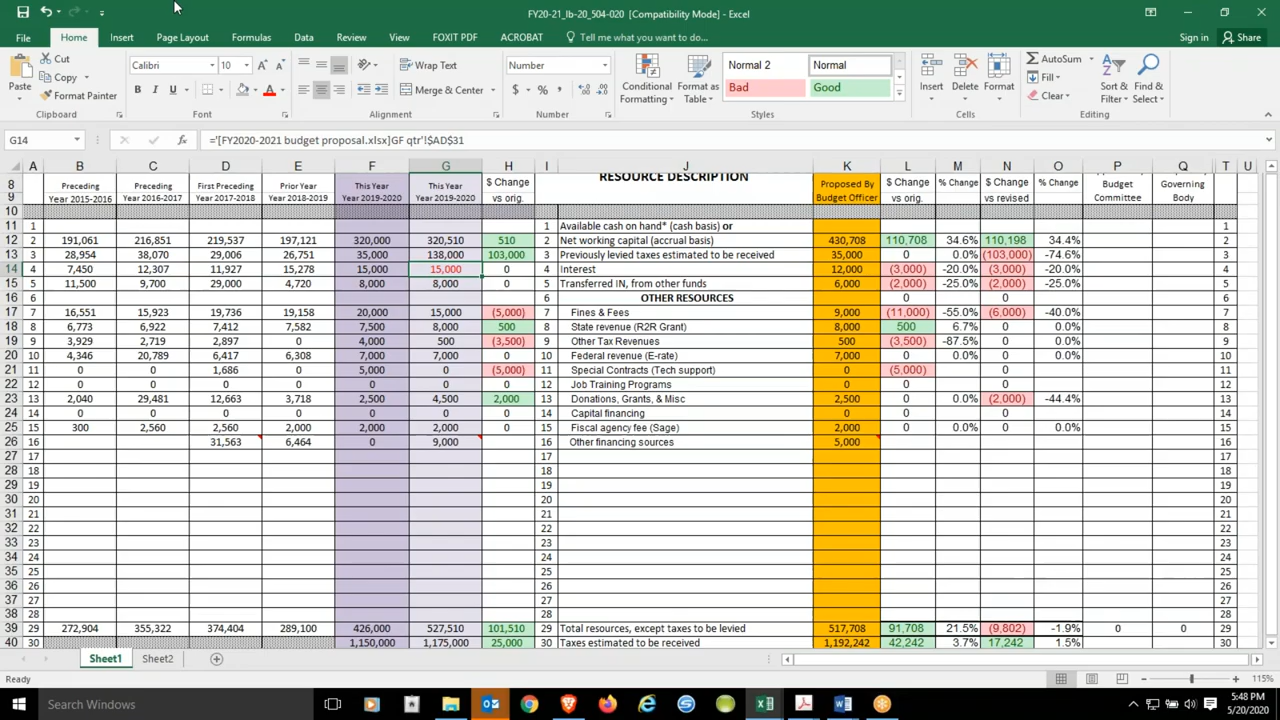 FY20-21_lb-20_504-020 [Compatibility Mode] - Excel
File Home Insert Page Layout Formulas Data Review View FOXIT PDF ACROBAT Tell me what you want to do... Sign in Share
Paste Cut Copy Format Painter Clipboard
Calibri 10 B I U Font
Wrap Text Merge & Center Alignment
Number $ % Number
Conditional Formatting Format as Table
Normal 2 Normal Bad Good Styles
Insert Delete Format Cells
AutoSum Fill Clear Sort & Filter Find & Select Editing
G14 ='[FY2020-2021 budget proposal.xlsx]GF qtr'!$AD$31
A B C D E F G H I J K L M N O P Q T U
8 Preceding Preceding First Preceding Prior Year This Year This Year $ Change RESOURCE DESCRIPTION Proposed By $ Change % Change $ Change % Change Budget Governing
9 Year 2015-2016 Year 2016-2017 Year 2017-2018 Year 2018-2019 Year 2019-2020 Year 2019-2020 vs orig. Budget Officer vs orig. vs revised Committee Body
10
11 1 1 Available cash on hand* (cash basis) or 1
12 2 191,061 216,851 219,537 197,121 320,000 320,510 510 2 Net working capital (accrual basis) 430,708 110,708 34.6% 110,198 34.4% 2
13 3 28,954 38,070 29,006 26,751 35,000 138,000 103,000 3 Previously levied taxes estimated to be received 35,000 0 0.0% (103,000) -74.6% 3
14 4 7,450 12,307 11,927 15,278 15,000 15,000 0 4 Interest 12,000 (3,000) -20.0% (3,000) -20.0% 4
15 5 11,500 9,700 29,000 4,720 8,000 8,000 0 5 Transferred IN, from other funds 6,000 (2,000) -25.0% (2,000) -25.0% 5
16 6 6 OTHER RESOURCES 0 0 6
17 7 16,551 15,923 19,736 19,158 20,000 15,000 (5,000) 7 Fines & Fees 9,000 (11,000) -55.0% (6,000) -40.0% 7
18 8 6,773 6,922 7,412 7,582 7,500 8,000 500 8 State revenue (R2R Grant) 8,000 500 6.7% 0 0.0% 8
19 9 3,929 2,719 2,897 0 4,000 500 (3,500) 9 Other Tax Revenues 500 (3,500) -87.5% 0 0.0% 9
20 10 4,346 20,789 6,417 6,308 7,000 7,000 0 10 Federal revenue (E-rate) 7,000 0 0.0% 0 0.0% 10
21 11 0 0 1,686 0 5,000 0 (5,000) 11 Special Contracts (Tech support) 0 (5,000) 0 11
22 12 0 0 0 0 0 0 0 12 Job Training Programs 0 0 0 12
23 13 2,040 29,481 12,663 3,718 2,500 4,500 2,000 13 Donations, Grants, & Misc 2,500 0 0.0% (2,000) -44.4% 13
24 14 0 0 0 0 0 0 0 14 Capital financing 0 0 0 14
25 15 300 2,560 2,560 2,000 2,000 2,000 0 15 Fiscal agency fee (Sage) 2,000 0 0.0% 0 0.0% 15
26 16 31,563 6,464 0 9,000 16 Other financing sources 5,000 16
27 17 17 17
28 18 18 18
29 19 19 19
30 20 20 20
31 21 21 21
32 22 22 22
33 23 23 23
34 24 24 24
35 25 25 25
36 26 26 26
37 27 27 27
38 28 28 28
39 29 272,904 355,322 374,404 289,100 426,000 527,510 101,510 29 Total resources, except taxes to be levied 517,708 91,708 21.5% (9,802) -1.9% 0 0 29
40 30 1,150,000 1,175,000 25,000 30 Taxes estimated to be received 1,192,242 42,242 3.7% 17,242 1.5% 30
Sheet1 Sheet2
Ready 115%
Search Windows 5:48 PM
5/20/2020